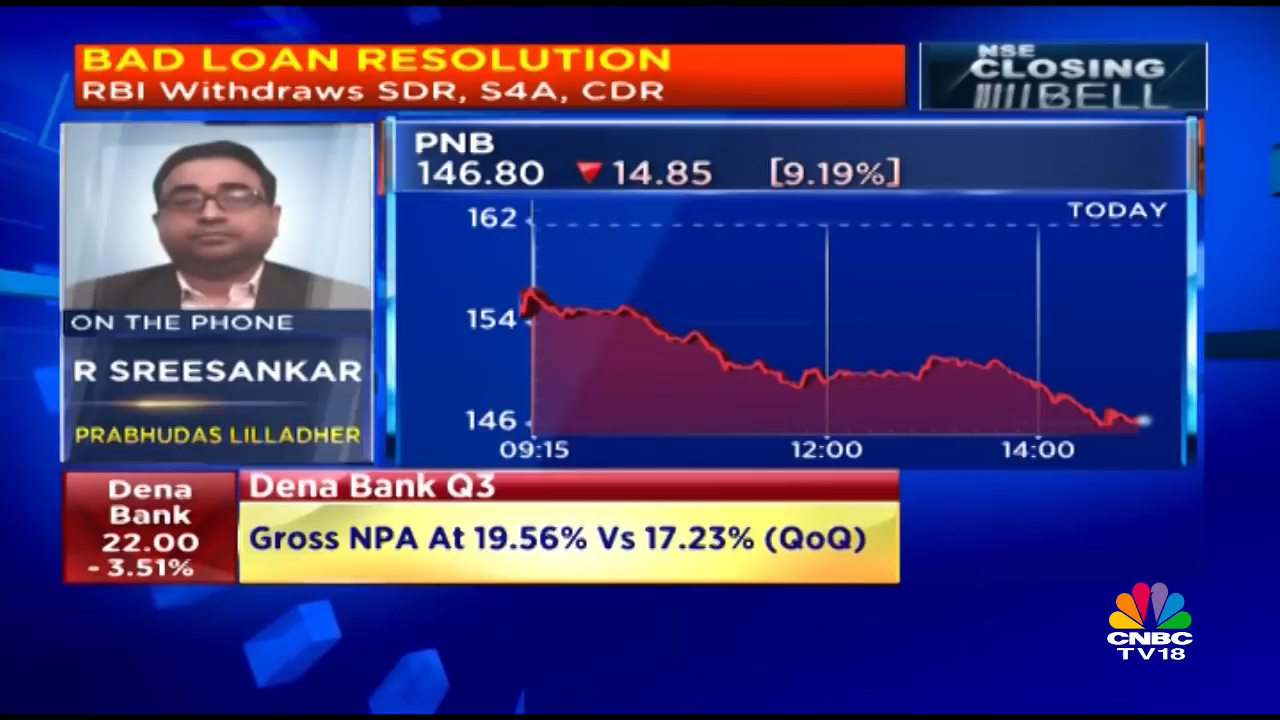 BAD LOAN RESOLUTION
RBI Withdraws SDR, S4A, CDR
NSE
CLOSING
BELL
PNB
146.80 ▼ 14.85 [9.19%]
TODAY
162
154
146
09:15 12:00 14:00
ON THE PHONE
R SREESANKAR
PRABHUDAS LILLADHER
Dena
Bank
22.00
- 3.51%
Dena Bank Q3
Gross NPA At 19.56% Vs 17.23% (QoQ)
CNBC
TV18